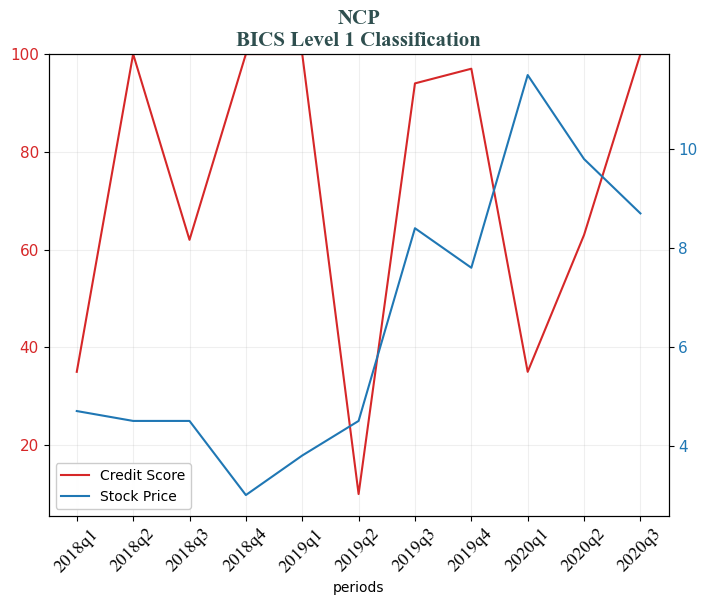 NCP
BICS Level 1 Classification
100
80
60
40
20
10
8
6
4
Credit Score
Stock Price
2018q1 2018q2 2018q3 2018q4 2019q1 2019q2 2019q3 2019q4 2020q1 2020q2 2020q3
periods